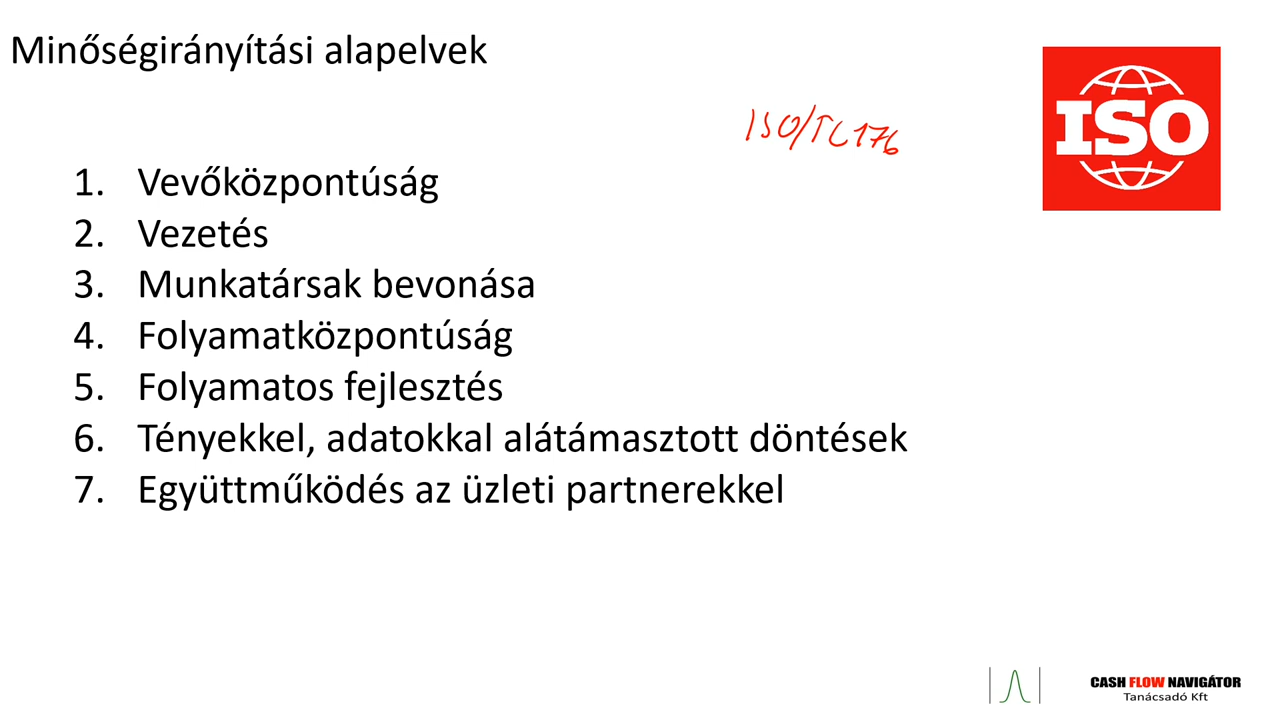 Minőségirányítási alapelvek
ISO/TC176
ISO
1. Vevőközpontúság
2. Vezetés
3. Munkatársak bevonása
4. Folyamatközpontúság
5. Folyamatos fejlesztés
6. Tényekkel, adatokkal alátámasztott döntések
7. Együttműködés az üzleti partnerekkel
CASH FLOW NAVIGÁTOR
Tanácsadó Kft